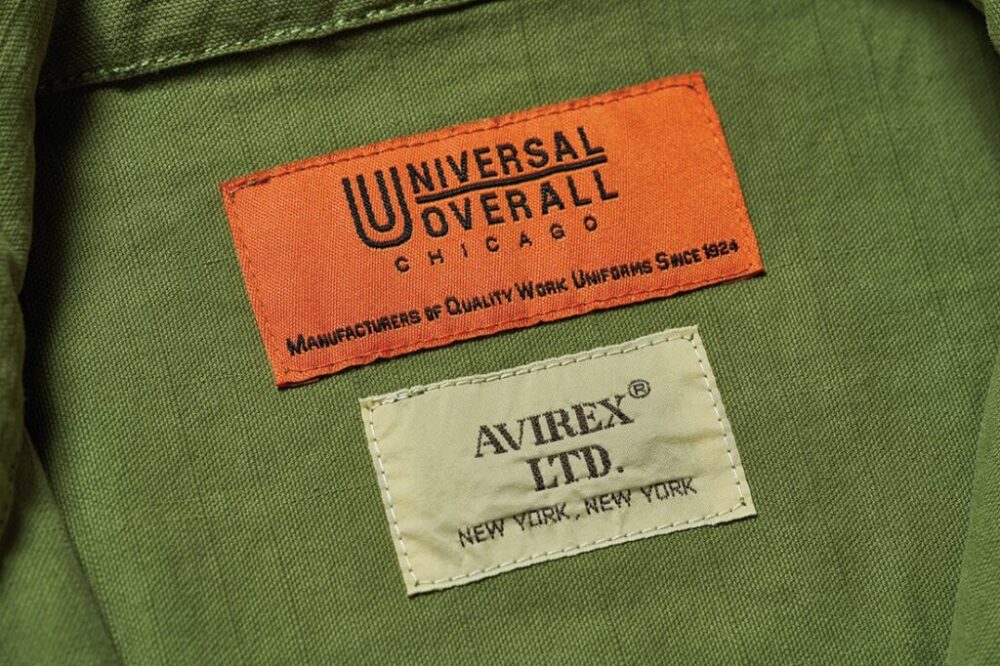 UNIVERSAL
OVERALL
CHICAGO
MANUFACTURERS OF QUALITY WORK UNIFORMS SINCE 1924
AVIREX®
LTD.
NEW YORK, NEW YORK